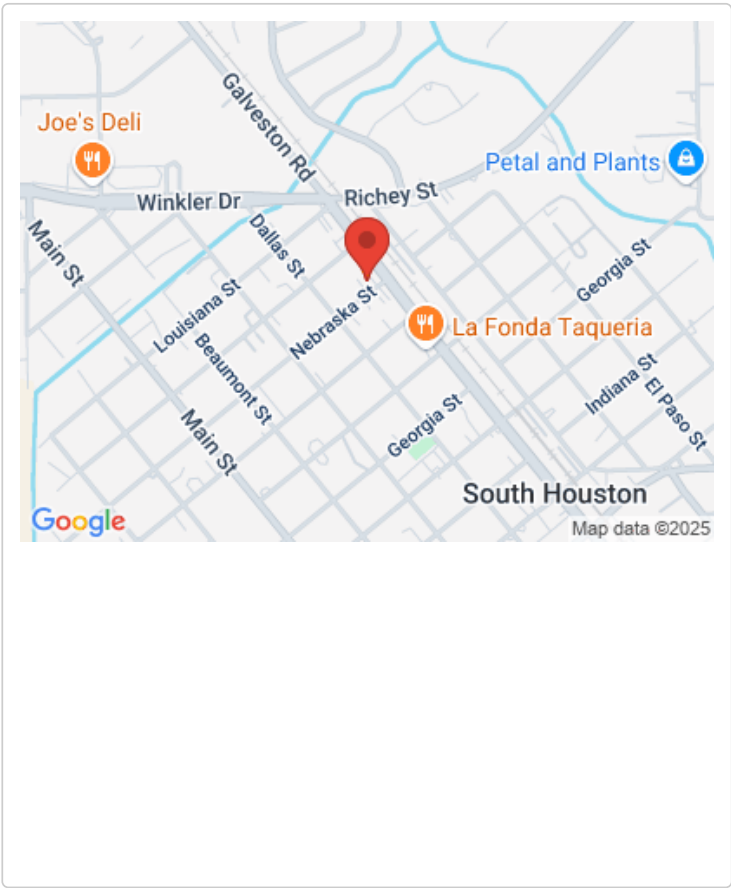 Galveston Rd
Joe's Deli
Petal and Plants
Winkler Dr
Richey St
Main St
Dallas St
Georgia St
Louisiana St
Nebraska St
La Fonda Taqueria
Beaumont St
Indiana St
El Paso St
Main St
Georgia St
South Houston
Google
Map data ©2025